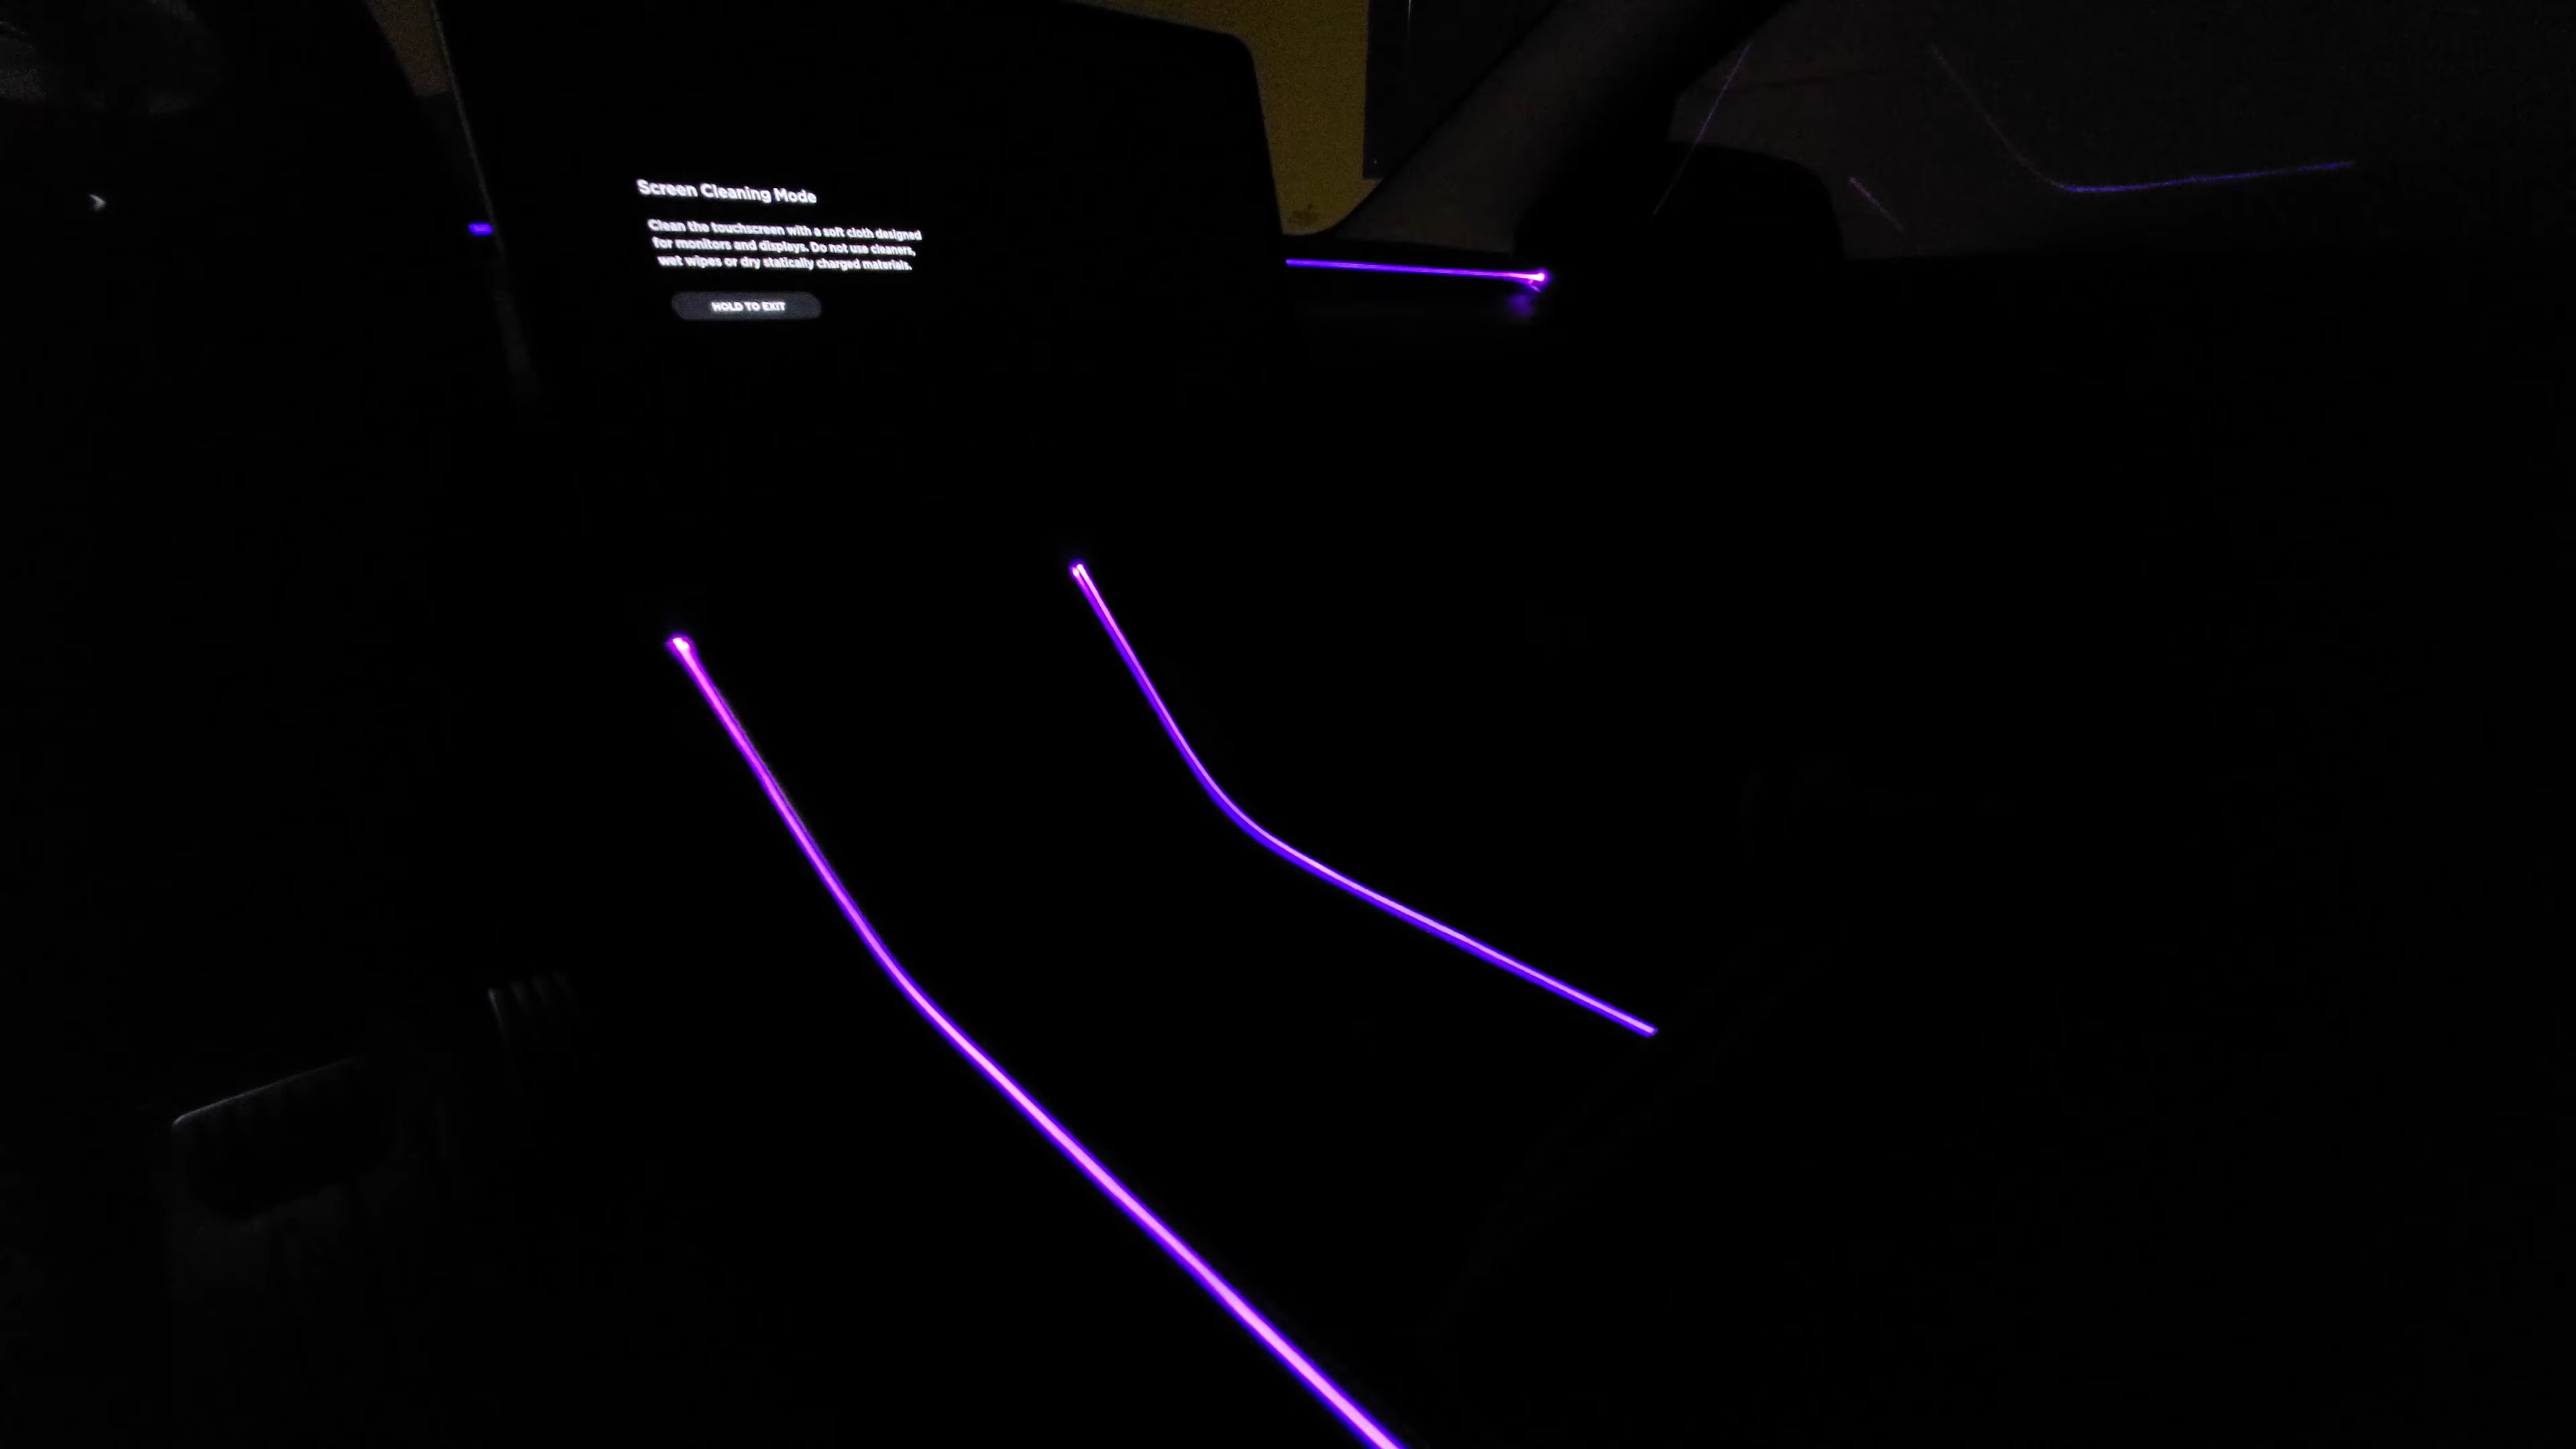 Screen Cleaning Mode
Clean the touchscreen with a soft cloth designed
for monitors and displays. Do not use cleaners,
wet wipes or dry statically charged materials.
HOLD TO EXIT